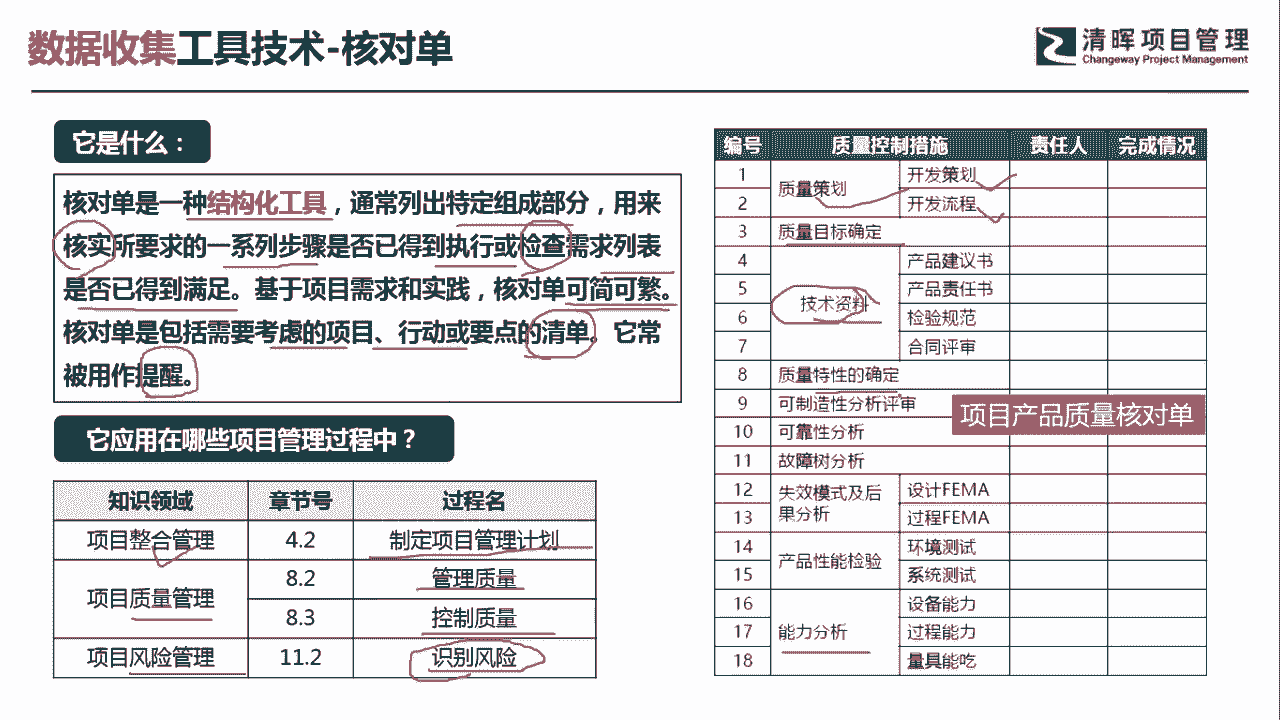 数据收集工具技术-核对单
清晖项目管理
Changeway Project Management
它是什么：
核对单是一种结构化工具，通常列出特定组成部分，用来
核实所要求的一系列步骤是否已得到执行或检查需求列表
是否已得到满足。基于项目需求和实践，核对单可简可繁。
核对单是包括需要考虑的项目、行动或要点的清单。它常
被用作提醒。
它应用在哪些项目管理过程中？
知识领域 章节号 过程名
项目整合管理 4.2 制定项目管理计划
项目质量管理 8.2 管理质量
8.3 控制质量
项目风险管理 11.2 识别风险
编号 质量控制措施 责任人 完成情况
1 质量策划 开发策划
2 开发流程
3 质量目标确定
4 技术资料 产品建议书
5 产品责任书
6 检验规范
7 合同评审
8 质量特性的确定
9 可制造性分析评审
项目产品质量核对单
10 可靠性分析
11 故障树分析
12 失效模式及后 设计FEMA
13 果分析 过程FEMA
14 产品性能检验 环境测试
15 系统测试
16 能力分析 设备能力
17 过程能力
18 量具能吃